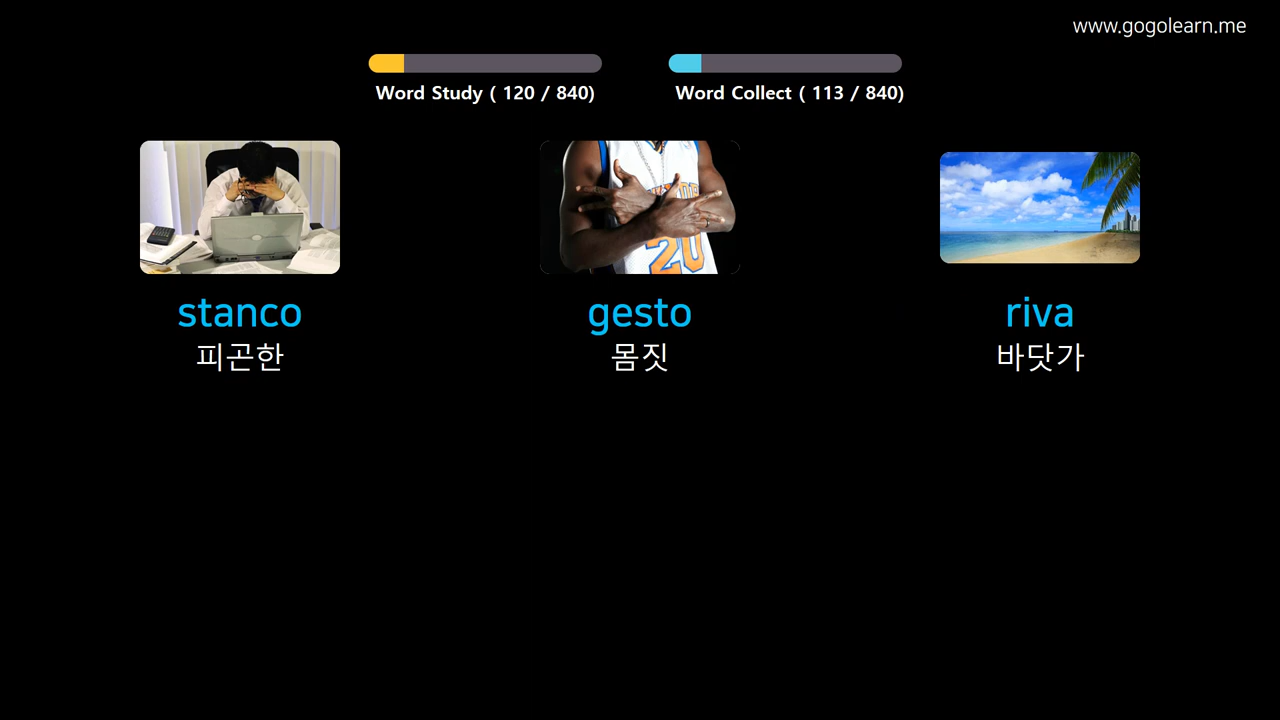 www.gogolearn.me
Word Study ( 120 / 840)
Word Collect ( 113 / 840)
stanco
피곤한
gesto
몸짓
20
riva
바닷가